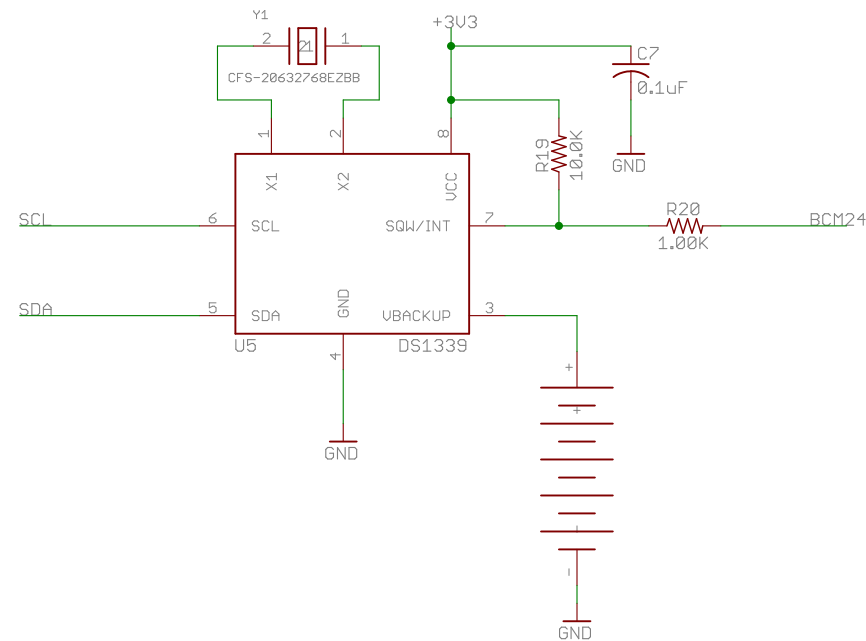 Y1
2 1
21
CFS-20632768EZBB
+3V3
C7
0.1uF
GND
1
2
8
X1
X2
VCC
R19
10.0K
SCL
6
SCL
SQW/INT
7
R20
1.00K
BCM24
SDA
5
SDA
GND
VBACKUP
3
U5
4
DS1339
GND
+
+
-
GND